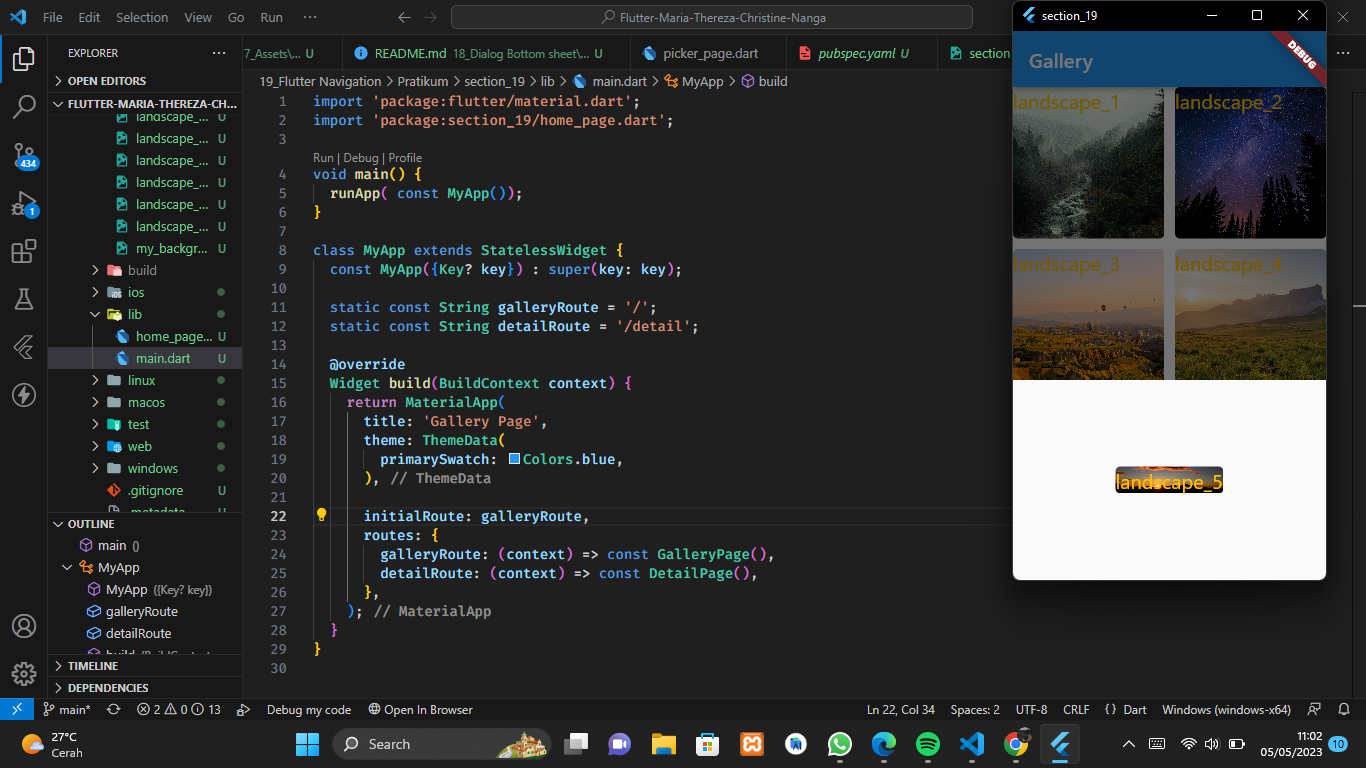 File Edit Selection View Go Run ···
Flutter-Maria-Thereza-Christine-Nanga
EXPLORER ···
OPEN EDITORS
FLUTTER-MARIA-THEREZA-CH...
landscape_... U
landscape_... U
landscape_... U
landscape_... U
landscape_... U
landscape_... U
my_backgr... U
build
ios
lib
home_page... U
main.dart U
linux
macos
test
web
windows
.gitignore U
.metadata
OUTLINE
main ()
MyApp
MyApp ({Key? key})
galleryRoute
detailRoute
build (BuildContext
TIMELINE
DEPENDENCIES
434
1
7_Assets\... U
README.md 18_Dialog Bottom sheet\... U
picker_page.dart
pubspec.yaml U
section
19_Flutter Navigation > Pratikum > section_19 > lib > main.dart > MyApp > build
1 import 'package:flutter/material.dart';
2 import 'package:section_19/home_page.dart';
3
Run | Debug | Profile
4 void main() {
5 runApp( const MyApp());
6 }
7
8 class MyApp extends StatelessWidget {
9 const MyApp({Key? key}) : super(key: key);
10
11 static const String galleryRoute = '/';
12 static const String detailRoute = '/detail';
13
14 @override
15 Widget build(BuildContext context) {
16 return MaterialApp(
17 title: 'Gallery Page',
18 theme: ThemeData(
19 primarySwatch: Colors.blue,
20 ), // ThemeData
21
22 initialRoute: galleryRoute,
23 routes: {
24 galleryRoute: (context) => const GalleryPage(),
25 detailRoute: (context) => const DetailPage(),
26 },
27 ); // MaterialApp
28 }
29 }
30
section_19
Gallery
DEBUG
landscape_1 landscape_2
landscape_3 landscape_4
landscape_5
main* 2 0 13 Debug my code Open In Browser Ln 22, Col 34 Spaces: 2 UTF-8 CRLF {} Dart Windows (windows-x64)
27°C
Cerah
Search
11:02
05/05/2023
10